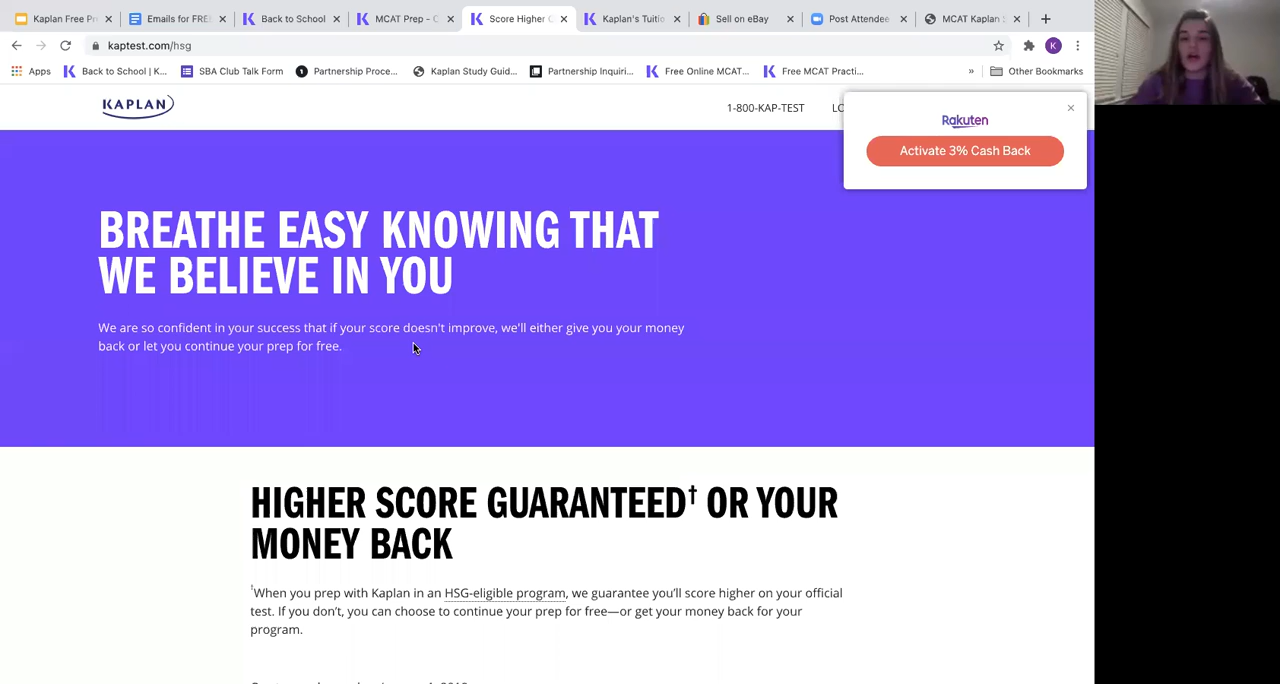 Kaplan Free Pr
Emails for FRE
Back to School
MCAT Prep - C
Score Higher G
Kaplan's Tuitio
Sell on eBay
Post Attendee
MCAT Kaplan
kaptest.com/hsg
K
Apps
Back to School | K...
SBA Club Talk Form
Partnership Proce...
Kaplan Study Guid...
Partnership Inquiri...
Free Online MCAT...
Free MCAT Practi...
»
Other Bookmarks
KAPLAN
1-800-KAP-TEST
LO
Rakuten
Activate 3% Cash Back
BREATHE EASY KNOWING THAT
WE BELIEVE IN YOU
We are so confident in your success that if your score doesn't improve, we'll either give you your money
back or let you continue your prep for free.
HIGHER SCORE GUARANTEED† OR YOUR
MONEY BACK
†When you prep with Kaplan in an HSG-eligible program, we guarantee you'll score higher on your official
test. If you don't, you can choose to continue your prep for free—or get your money back for your
program.